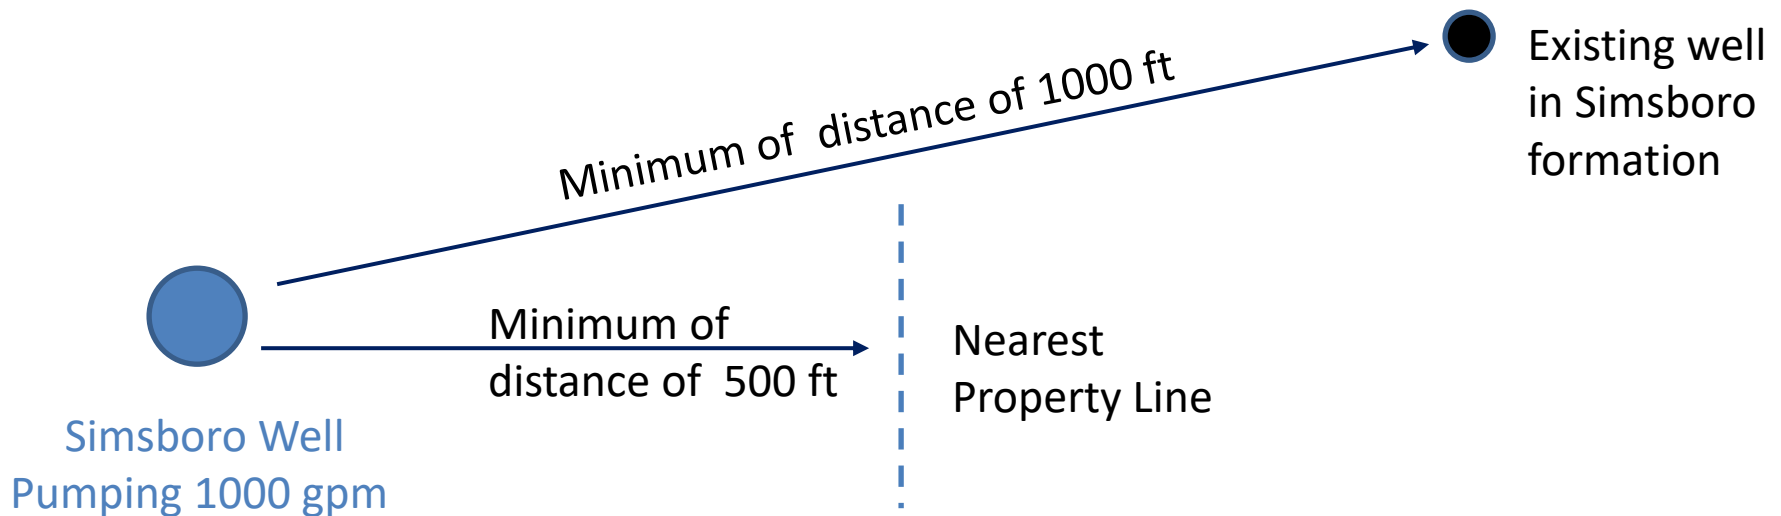 Minimum of  distance of 1000 ft
Existing well
in Simsboro
formation
Minimum of
distance of  500 ft
Nearest
Property Line
Simsboro Well
Pumping 1000 gpm